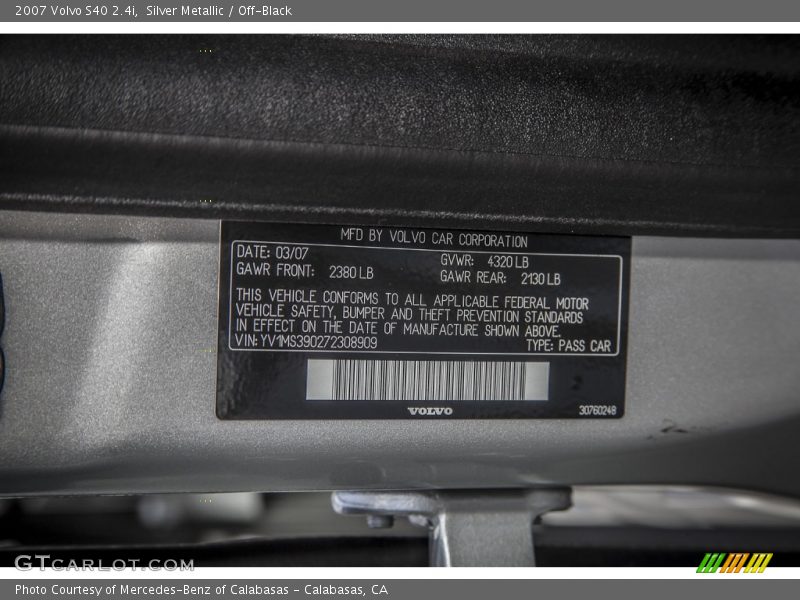 2007 Volvo S40 2.4i, Silver Metallic / Off-Black
MFD BY VOLVO CAR CORPORATION
DATE: 03/07 GVWR: 4320 LB
GAWR FRONT: 2380 LB GAWR REAR: 2130 LB
THIS VEHICLE CONFORMS TO ALL APPLICABLE FEDERAL MOTOR
VEHICLE SAFETY, BUMPER AND THEFT PREVENTION STANDARDS
IN EFFECT ON THE DATE OF MANUFACTURE SHOWN ABOVE.
VIN: YV1MS390272308909 TYPE: PASS CAR
VOLVO 30760248
GTCARLOT.COM
Photo Courtesy of Mercedes-Benz of Calabasas - Calabasas, CA